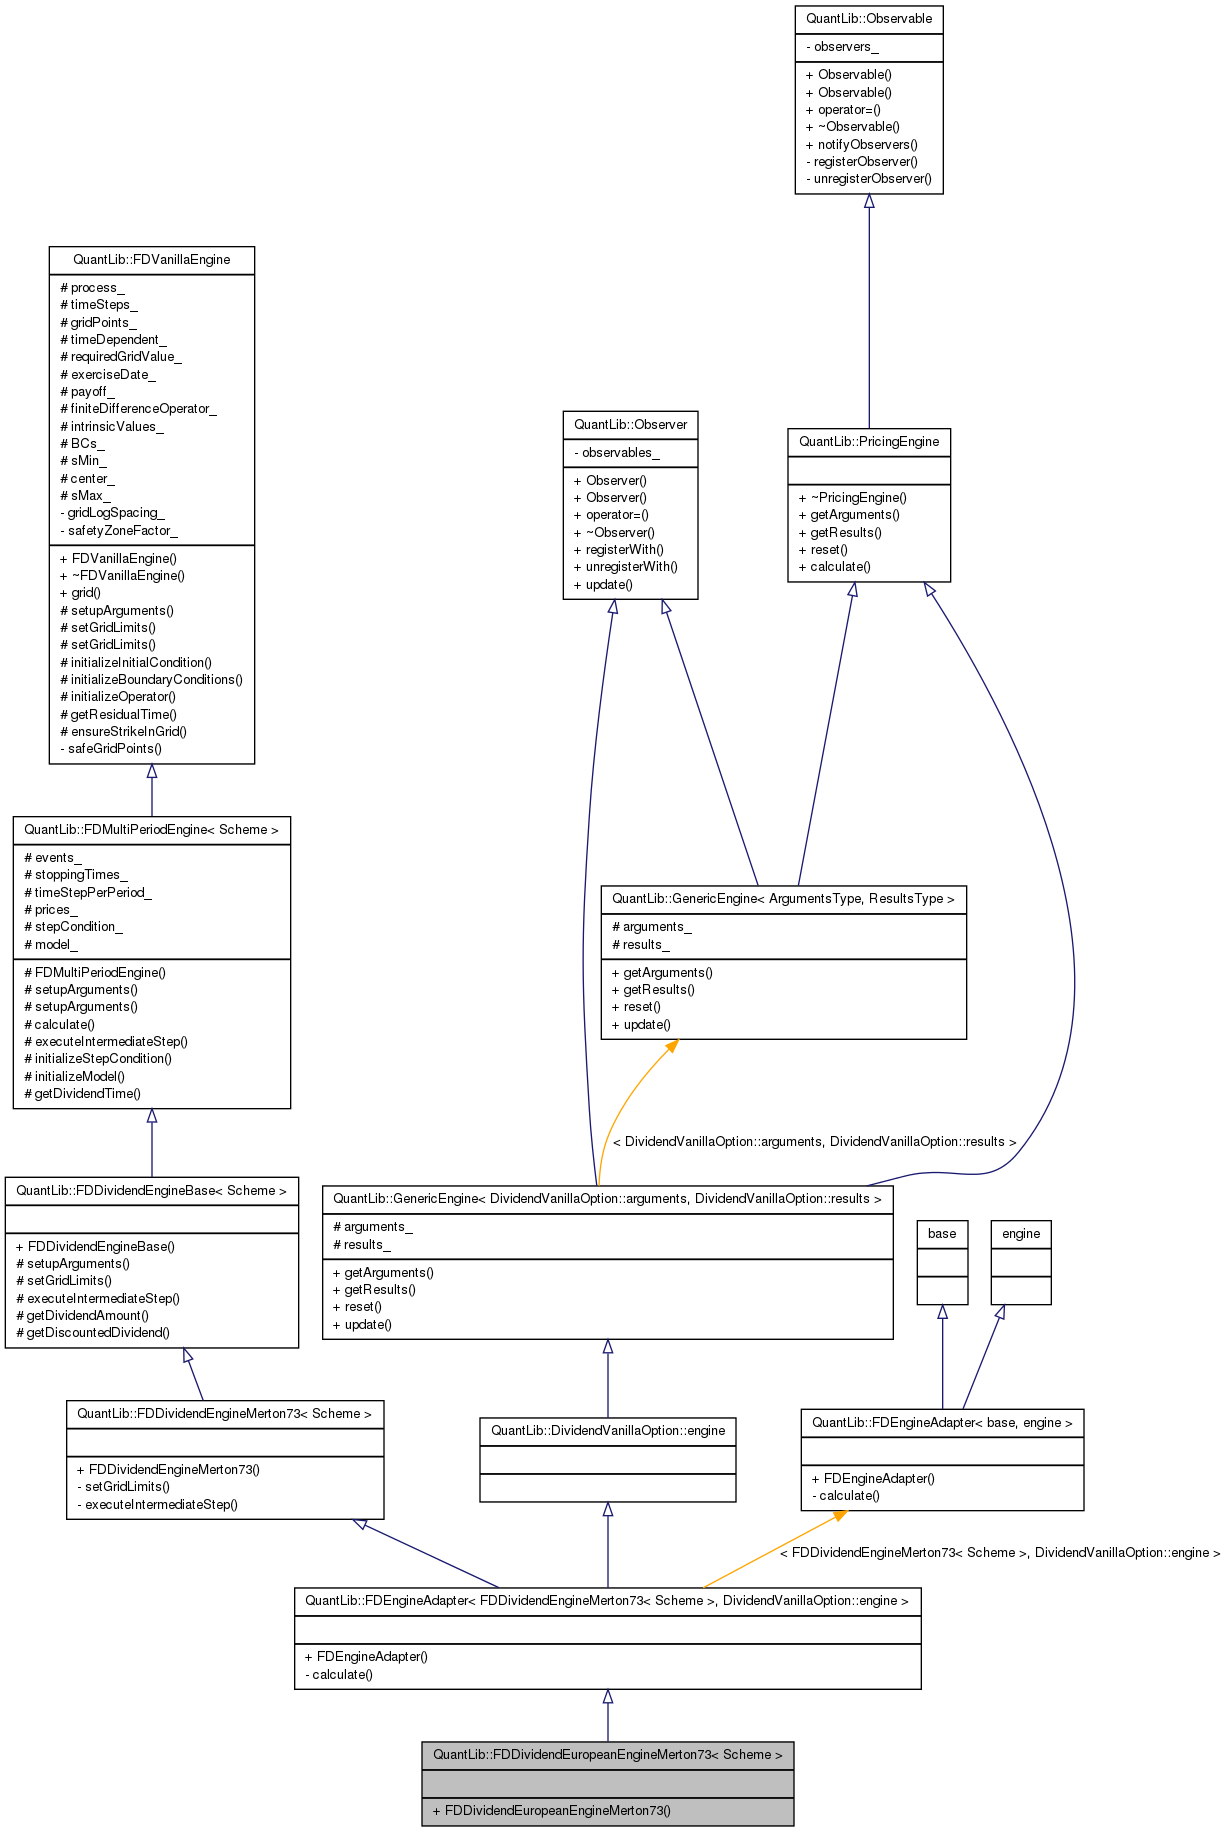 QuantLib::Observable
- observers_
+ Observable()
+ Observable()
+ operator=()
+ ~Observable()
+ notifyObservers()
- registerObserver()
- unregisterObserver()
QuantLib::FDVanillaEngine
# process_
# timeSteps_
# gridPoints_
# timeDependent_
# requiredGridValue_
# exerciseDate_
# payoff_
# finiteDifferenceOperator_
# intrinsicValues_
# BCs_
# sMin_
# center_
# sMax_
- gridLogSpacing_
- safetyZoneFactor_
+ FDVanillaEngine()
+ ~FDVanillaEngine()
+ grid()
# setupArguments()
# setGridLimits()
# setGridLimits()
# initializeInitialCondition()
# initializeBoundaryConditions()
# initializeOperator()
# getResidualTime()
# ensureStrikeInGrid()
- safeGridPoints()
QuantLib::Observer
- observables_
+ Observer()
+ Observer()
+ operator=()
+ ~Observer()
+ registerWith()
+ unregisterWith()
+ update()
QuantLib::PricingEngine
+ ~PricingEngine()
+ getArguments()
+ getResults()
+ reset()
+ calculate()
QuantLib::FDMultiPeriodEngine< Scheme >
# events_
# stoppingTimes_
# timeStepPerPeriod_
# prices_
# stepCondition_
# model_
# FDMultiPeriodEngine()
# setupArguments()
# setupArguments()
# calculate()
# executeIntermediateStep()
# initializeStepCondition()
# initializeModel()
# getDividendTime()
QuantLib::GenericEngine< ArgumentsType, ResultsType >
# arguments_
# results_
+ getArguments()
+ getResults()
+ reset()
+ update()
< DividendVanillaOption::arguments, DividendVanillaOption::results >
QuantLib::FDDividendEngineBase< Scheme >
+ FDDividendEngineBase()
# setupArguments()
# setGridLimits()
# executeIntermediateStep()
# getDividendAmount()
# getDiscountedDividend()
QuantLib::GenericEngine< DividendVanillaOption::arguments, DividendVanillaOption::results >
# arguments_
# results_
+ getArguments()
+ getResults()
+ reset()
+ update()
base
engine
QuantLib::FDDividendEngineMerton73< Scheme >
+ FDDividendEngineMerton73()
- setGridLimits()
- executeIntermediateStep()
QuantLib::DividendVanillaOption::engine
QuantLib::FDEngineAdapter< base, engine >
+ FDEngineAdapter()
- calculate()
< FDDividendEngineMerton73< Scheme >, DividendVanillaOption::engine >
QuantLib::FDEngineAdapter< FDDividendEngineMerton73< Scheme >, DividendVanillaOption::engine >
+ FDEngineAdapter()
- calculate()
QuantLib::FDDividendEuropeanEngineMerton73< Scheme >
+ FDDividendEuropeanEngineMerton73()